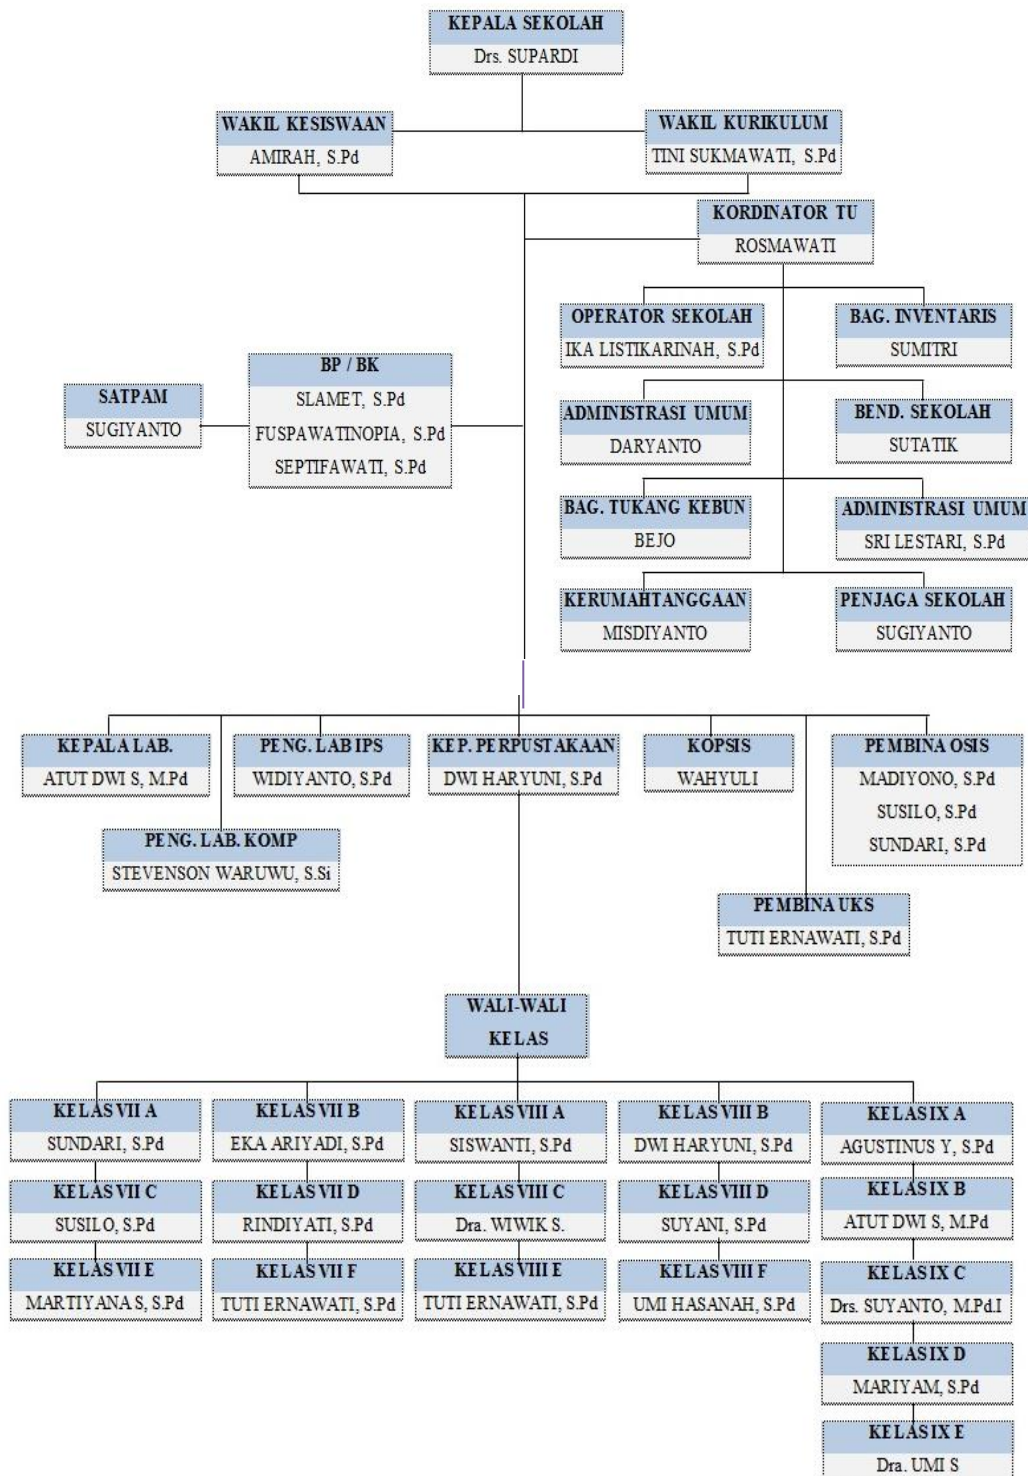 KEPALA SEKOLAH
Drs. SUPARDI
WAKIL KESISWAAN
AMIRAH, S.Pd
WAKIL KURIKULUM
TINI SUKMAWATI, S.Pd
KORDINATOR TU
ROSMAWATI
OPERATOR SEKOLAH
IKA LISTIKARINAH, S.Pd
BAG. INVENTARIS
SUMITRI
SATPAM
SUGIYANTO
BP / BK
SLAMET, S.Pd
FUSPAWATINOPIA, S.Pd
SEPTIFAWATI, S.Pd
ADMINISTRASI UMUM
DARYANTO
BEND. SEKOLAH
SUTATIK
BAG. TUKANG KEBUN
BEJO
ADMINISTRASI UMUM
SRI LESTARI, S.Pd
KERUMAHTANGGAAN
MISDIYANTO
PENJAGA SEKOLAH
SUGIYANTO
KEPALA LAB.
ATUT DWI S, M.Pd
PENG. LAB IPS
WIDIYANTO, S.Pd
KEP. PERPUSTAKAAN
DWI HARYUNI, S.Pd
KOPSIS
WAHYULI
PEMBINA OSIS
MADIYONO, S.Pd
SUSILO, S.Pd
SUNDARI, S.Pd
PENG. LAB. KOMP
STEVENSON WARUWU, S.Si
PEMBINA UKS
TUTI ERNAWATI, S.Pd
WALI-WALI
KELAS
KELAS VII A
SUNDARI, S.Pd
KELAS VII B
EKA ARIYADI, S.Pd
KELAS VIII A
SISWANTI, S.Pd
KELAS VIII B
DWI HARYUNI, S.Pd
KELAS IX A
AGUSTINUS Y, S.Pd
KELAS VII C
SUSILO, S.Pd
KELAS VII D
RINDIYATI, S.Pd
KELAS VIII C
Dra. WIWIK S.
KELAS VIII D
SUYANI, S.Pd
KELAS IX B
ATUT DWI S, M.Pd
KELAS VII E
MARTIYANA S, S.Pd
KELAS VII F
TUTI ERNAWATI, S.Pd
KELAS VIII E
TUTI ERNAWATI, S.Pd
KELAS VIII F
UMI HASANAH, S.Pd
KELAS IX C
Drs. SUYANTO, M.Pd.I
KELAS IX D
MARIYAM, S.Pd
KELAS IX E
Dra. UMI S